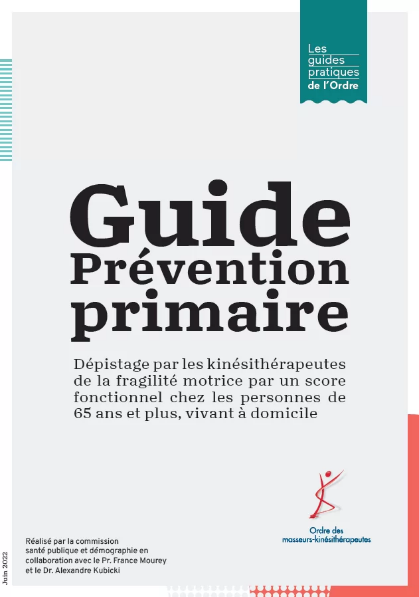 Les
guides
pratiques
de l'Ordre
Guide
Prévention
primaire
Dépistage par les kinésithérapeutes
de la fragilité motrice par un score
fonctionnel chez les personnes de
65 ans et plus, vivant à domicile
Ordre des
masseurs-kinésithérapeutes
Réalisé par la commission
santé publique et démographie en
collaboration avec le Pr. France Mourey
et le Dr. Alexandre Kubicki
Juin 2022